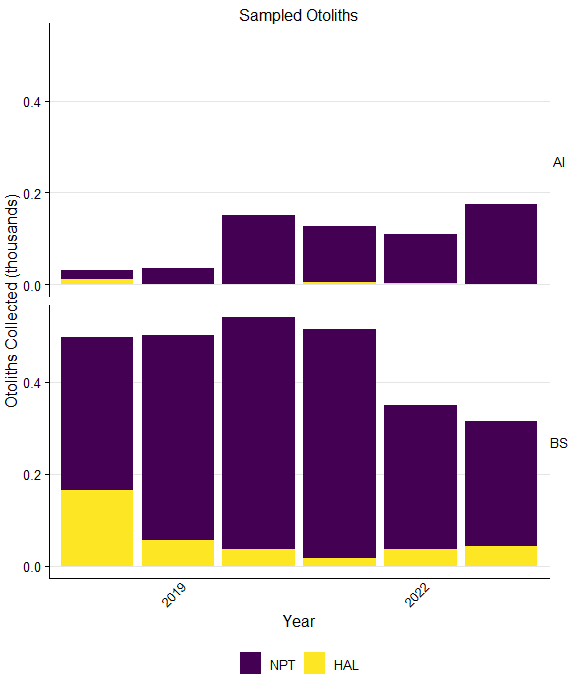 Sampled Otoliths
Otoliths Collected (thousands)
0.4
0.2
0.0
AI
0.4
0.2
0.0
BS
2019
2022
Year
NPT
HAL